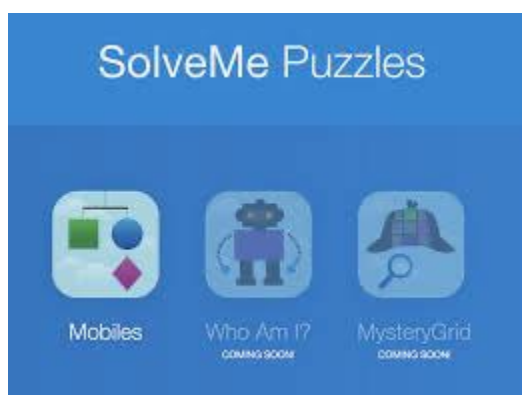 SolveMe Puzzles
Mobiles
Who Am I?
COMING SOON!
MysteryGrid
COMING SOON!